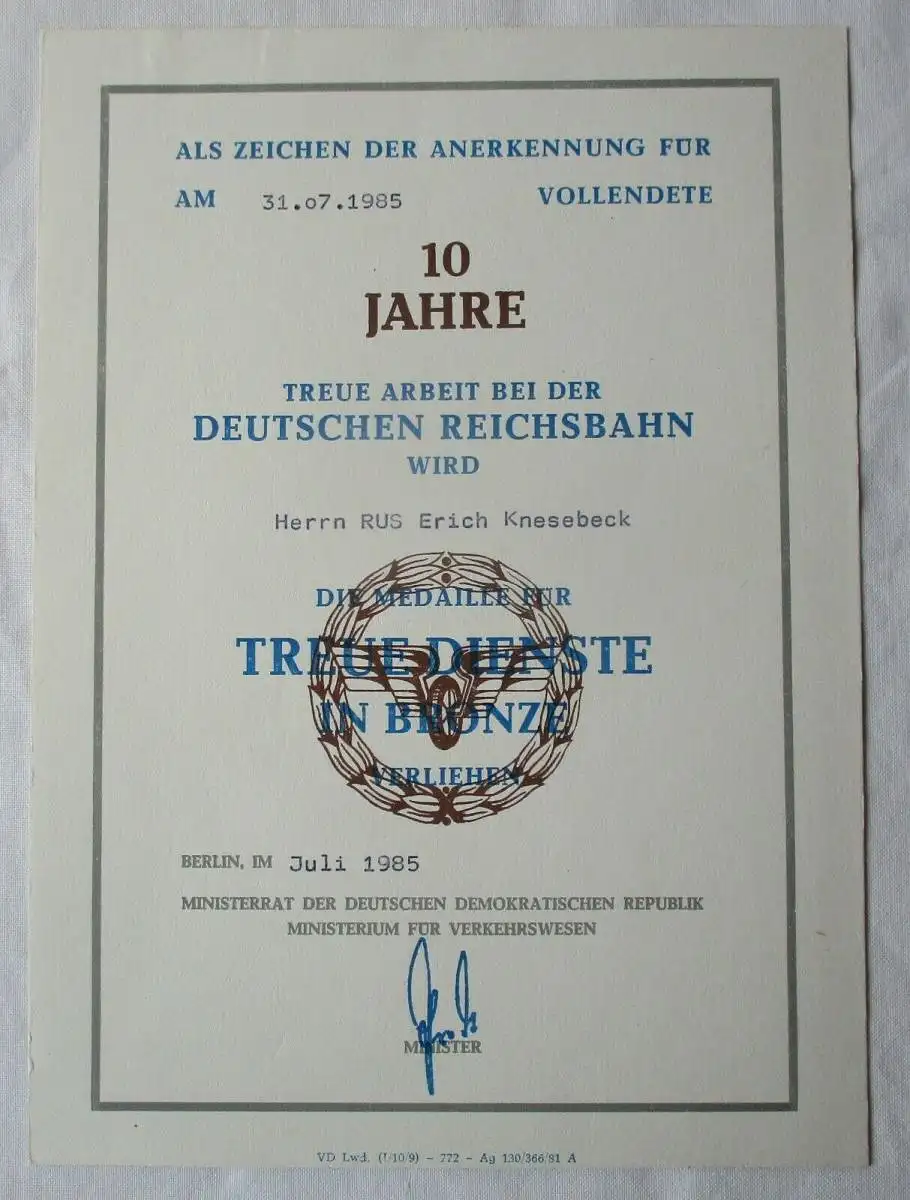 ALS ZEICHEN DER ANERKENNUNG FÜR
AM 31.o7.1985 VOLLENDETE
10
JAHRE
TREUE ARBEIT BEI DER
DEUTSCHEN REICHSBAHN
WIRD
Herrn RUS Erich Knesebeck
DIE MEDAILLE FÜR
TREUE DIENSTE
IN BRONZE
VERLIEHEN
BERLIN, IM Juli 1985
MINISTERRAT DER DEUTSCHEN DEMOKRATISCHEN REPUBLIK
MINISTERIUM FÜR VERKEHRSWESEN
MINISTER
VD Lwd. (I/10/9) – 772 – Ag 130/366/81 A